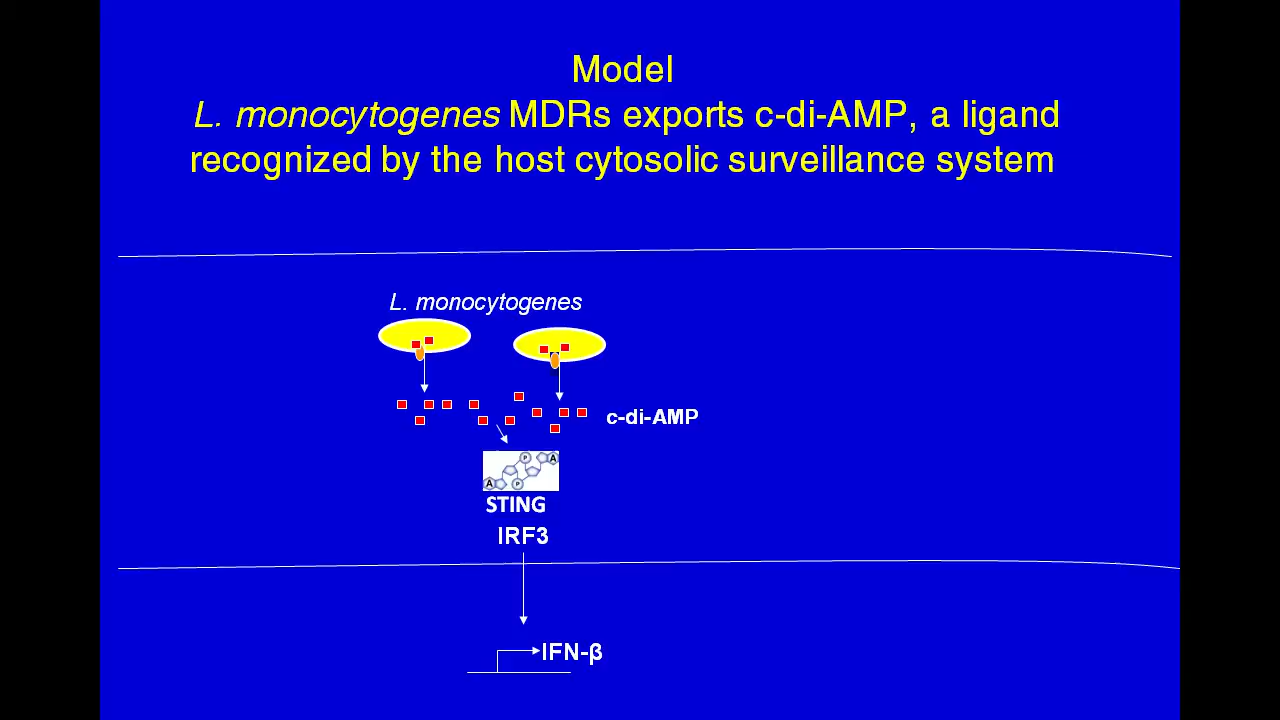 Model
L. monocytogenes MDRs exports c-di-AMP, a ligand
recognized by the host cytosolic surveillance system
L. monocytogenes
c-di-AMP
P A
A P
STING
IRF3
IFN-β